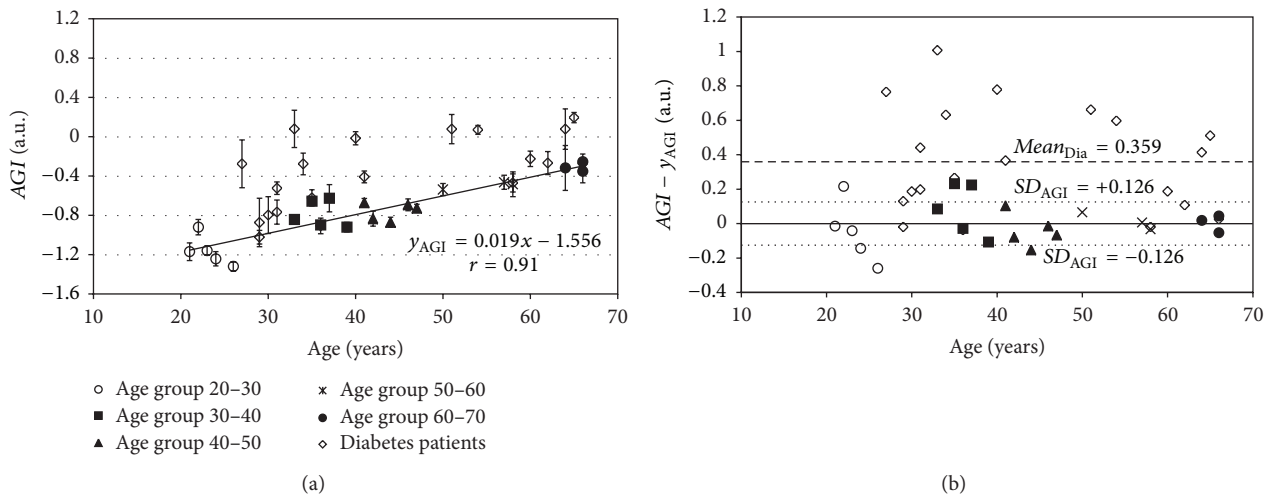 1.2
0.8
0.4
0
−0.4
−0.8
−1.2
−1.6
AGI (a.u.)
y_AGI = 0.019x − 1.556
r = 0.91
10 20 30 40 50 60 70
Age (years)
Age group 20–30
Age group 30–40
Age group 40–50
Age group 50–60
Age group 60–70
Diabetes patients
(a)
1.2
1
0.8
0.6
0.4
0.2
0
−0.2
−0.4
AGI − y_AGI (a.u.)
Mean_Dia = 0.359
SD_AGI = +0.126
SD_AGI = −0.126
10 20 30 40 50 60 70
Age (years)
(b)